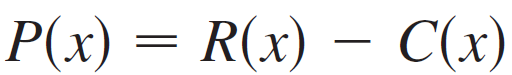 P(x) = R(x) − C(x)